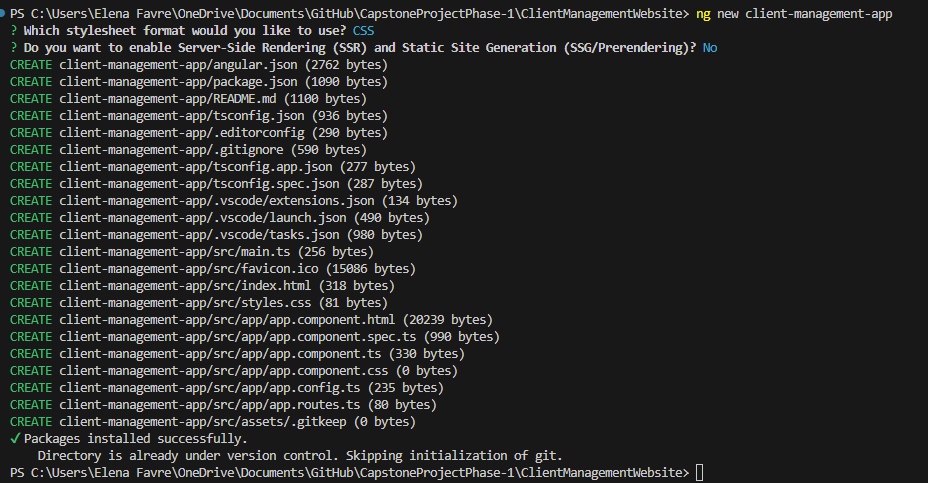 PS C:\Users\Elena Favre\OneDrive\Documents\GitHub\CapstoneProjectPhase-1\ClientManagementWebsite> ng new client-management-app
? Which stylesheet format would you like to use? CSS
? Do you want to enable Server-Side Rendering (SSR) and Static Site Generation (SSG/Prerendering)? No
CREATE client-management-app/angular.json (2762 bytes)
CREATE client-management-app/package.json (1090 bytes)
CREATE client-management-app/README.md (1100 bytes)
CREATE client-management-app/tsconfig.json (936 bytes)
CREATE client-management-app/.editorconfig (290 bytes)
CREATE client-management-app/.gitignore (590 bytes)
CREATE client-management-app/tsconfig.app.json (277 bytes)
CREATE client-management-app/tsconfig.spec.json (287 bytes)
CREATE client-management-app/.vscode/extensions.json (134 bytes)
CREATE client-management-app/.vscode/launch.json (490 bytes)
CREATE client-management-app/.vscode/tasks.json (980 bytes)
CREATE client-management-app/src/main.ts (256 bytes)
CREATE client-management-app/src/favicon.ico (15086 bytes)
CREATE client-management-app/src/index.html (318 bytes)
CREATE client-management-app/src/styles.css (81 bytes)
CREATE client-management-app/src/app/app.component.html (20239 bytes)
CREATE client-management-app/src/app/app.component.spec.ts (990 bytes)
CREATE client-management-app/src/app/app.component.ts (330 bytes)
CREATE client-management-app/src/app/app.component.css (0 bytes)
CREATE client-management-app/src/app/app.config.ts (235 bytes)
CREATE client-management-app/src/app/app.routes.ts (80 bytes)
CREATE client-management-app/src/assets/.gitkeep (0 bytes)
✔ Packages installed successfully.
Directory is already under version control. Skipping initialization of git.
PS C:\Users\Elena Favre\OneDrive\Documents\GitHub\CapstoneProjectPhase-1\ClientManagementWebsite>